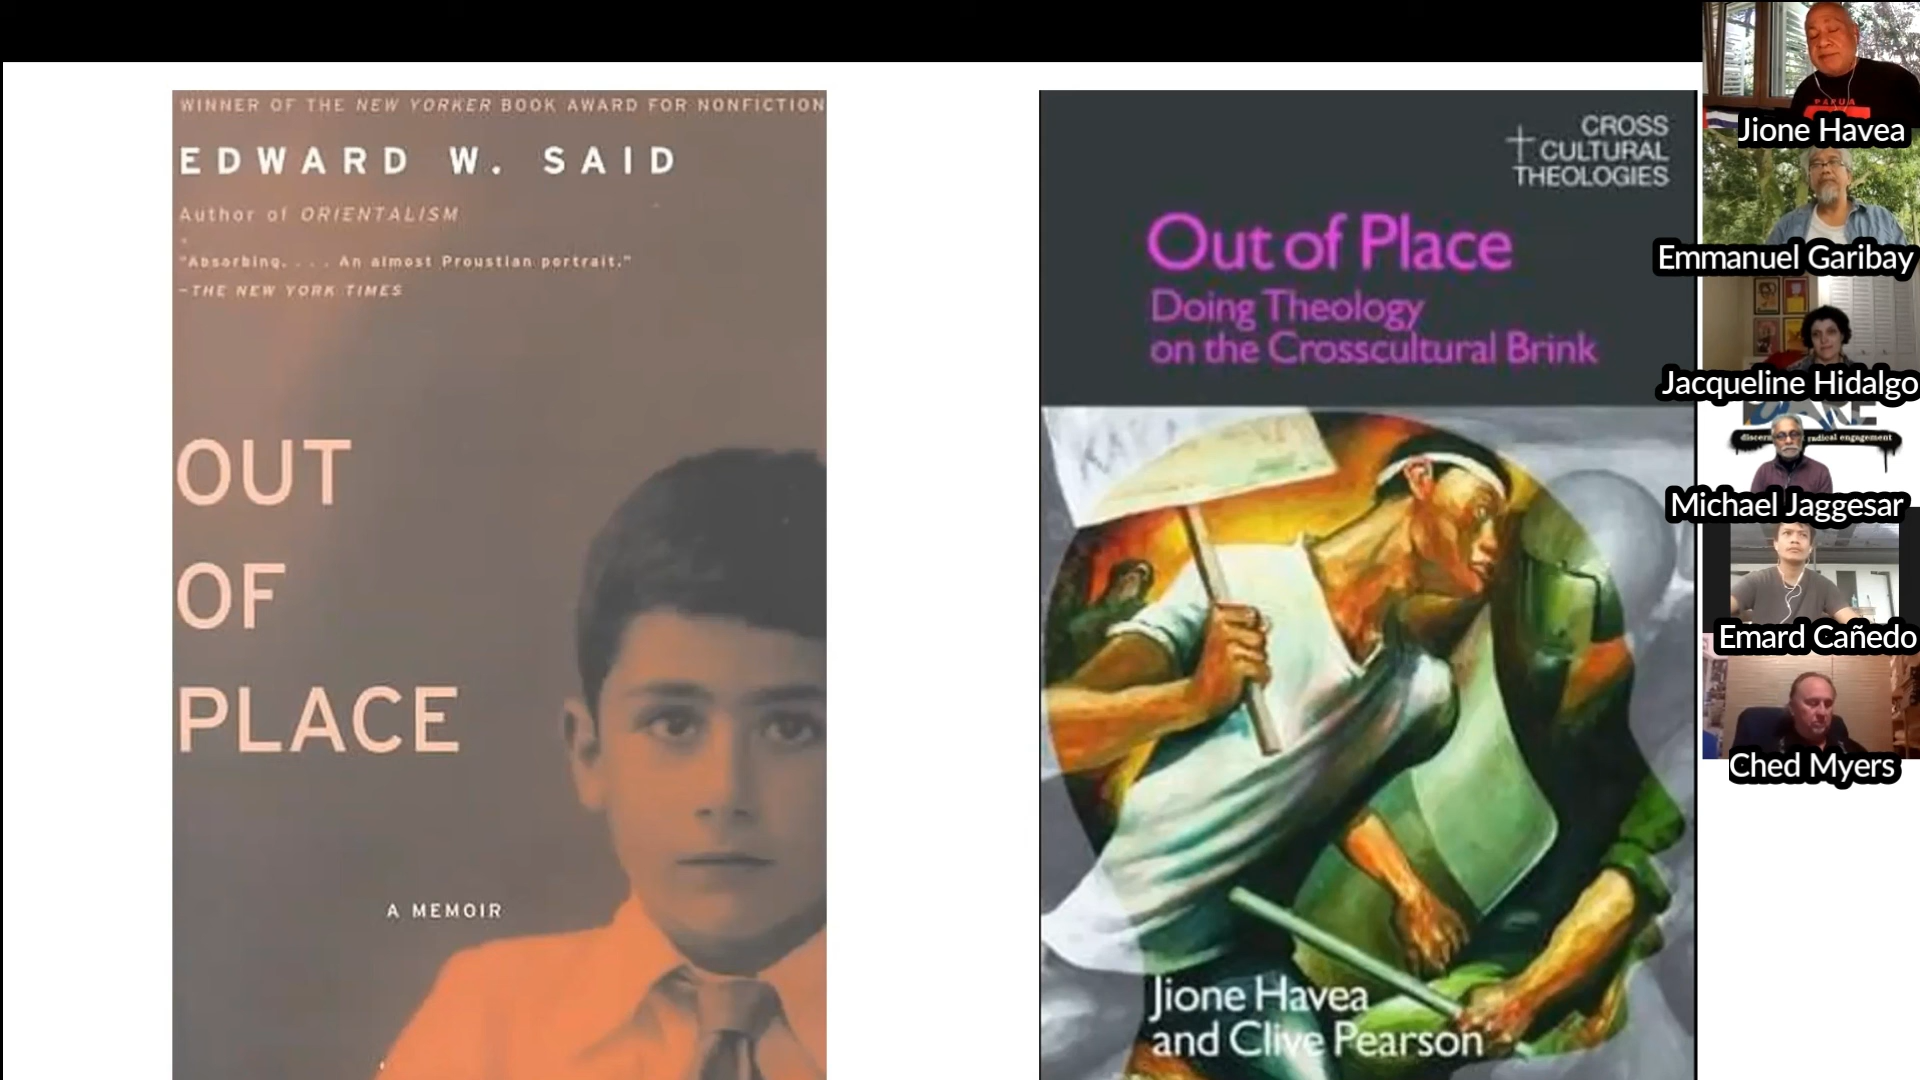 WINNER OF THE NEW YORKER BOOK AWARD FOR NONFICTION
EDWARD W. SAID
Author of ORIENTALISM
"Absorbing. . . . An almost Proustian portrait."
–THE NEW YORK TIMES
OUT
OF
PLACE
A MEMOIR
CROSS
CULTURAL
THEOLOGIES
Out of Place
Doing Theology
on the Crosscultural Brink
Jione Havea
and Clive Pearson
Jione Havea
Emmanuel Garibay
Jacqueline Hidalgo
radical engagement
Michael Jaggesar
Emard Cañedo
Ched Myers